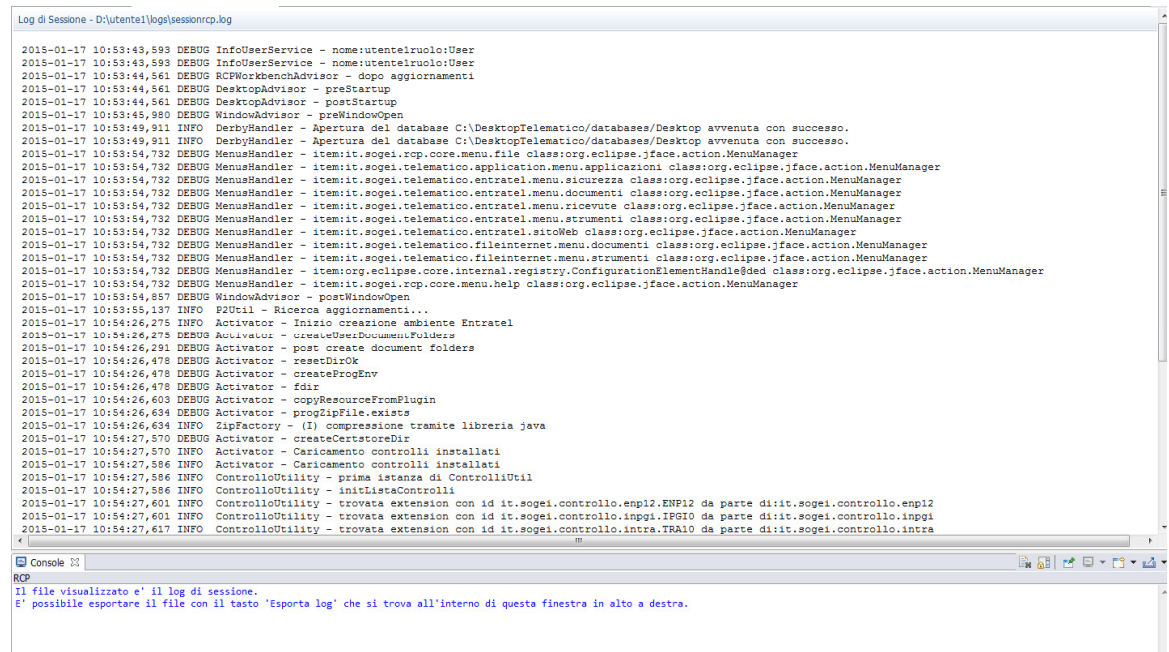 Log di Sessione - D:\utente1\logs\sessionrcp.log
2015-01-17 10:53:43,593 DEBUG InfoUserService - nome:utente1ruolo:User
2015-01-17 10:53:43,593 DEBUG InfoUserService - nome:utente1ruolo:User
2015-01-17 10:53:44,561 DEBUG RCPWorkbenchAdvisor - dopo aggiornamenti
2015-01-17 10:53:44,561 DEBUG DesktopAdvisor - preStartup
2015-01-17 10:53:44,561 DEBUG DesktopAdvisor - postStartup
2015-01-17 10:53:45,980 DEBUG WindowAdvisor - preWindowOpen
2015-01-17 10:53:49,911 INFO  DerbyHandler - Apertura del database C:\DesktopTelematico/databases/Desktop avvenuta con successo.
2015-01-17 10:53:49,911 INFO  DerbyHandler - Apertura del database C:\DesktopTelematico/databases/Desktop avvenuta con successo.
2015-01-17 10:53:54,732 DEBUG MenusHandler - item:it.sogei.rcp.core.menu.file class:org.eclipse.jface.action.MenuManager
2015-01-17 10:53:54,732 DEBUG MenusHandler - item:it.sogei.telematico.application.menu.applicazioni class:org.eclipse.jface.action.MenuManager
2015-01-17 10:53:54,732 DEBUG MenusHandler - item:it.sogei.telematico.entratel.menu.sicurezza class:org.eclipse.jface.action.MenuManager
2015-01-17 10:53:54,732 DEBUG MenusHandler - item:it.sogei.telematico.entratel.menu.documenti class:org.eclipse.jface.action.MenuManager
2015-01-17 10:53:54,732 DEBUG MenusHandler - item:it.sogei.telematico.entratel.menu.ricevute class:org.eclipse.jface.action.MenuManager
2015-01-17 10:53:54,732 DEBUG MenusHandler - item:it.sogei.telematico.entratel.menu.strumenti class:org.eclipse.jface.action.MenuManager
2015-01-17 10:53:54,732 DEBUG MenusHandler - item:it.sogei.telematico.entratel.sitoWeb class:org.eclipse.jface.action.MenuManager
2015-01-17 10:53:54,732 DEBUG MenusHandler - item:it.sogei.telematico.fileinternet.menu.documenti class:org.eclipse.jface.action.MenuManager
2015-01-17 10:53:54,732 DEBUG MenusHandler - item:it.sogei.telematico.fileinternet.menu.strumenti class:org.eclipse.jface.action.MenuManager
2015-01-17 10:53:54,732 DEBUG MenusHandler - item:org.eclipse.core.internal.registry.ConfigurationElementHandle@ded class:org.eclipse.jface.action.MenuManager
2015-01-17 10:53:54,732 DEBUG MenusHandler - item:it.sogei.rcp.core.menu.help class:org.eclipse.jface.action.MenuManager
2015-01-17 10:53:54,857 DEBUG WindowAdvisor - postWindowOpen
2015-01-17 10:53:55,137 INFO  P2Util - Ricerca aggiornamenti...
2015-01-17 10:54:26,275 INFO  Activator - Inizio creazione ambiente Entratel
2015-01-17 10:54:26,275 DEBUG Activator - createUserDocumentFolders
2015-01-17 10:54:26,291 DEBUG Activator - post create document folders
2015-01-17 10:54:26,478 DEBUG Activator - resetDirOk
2015-01-17 10:54:26,478 DEBUG Activator - createProgEnv
2015-01-17 10:54:26,478 DEBUG Activator - fdir
2015-01-17 10:54:26,603 DEBUG Activator - copyResourceFromPlugin
2015-01-17 10:54:26,634 DEBUG Activator - progZipFile.exists
2015-01-17 10:54:26,634 INFO  ZipFactory - (I) compressione tramite libreria java
2015-01-17 10:54:27,570 DEBUG Activator - createCertstoreDir
2015-01-17 10:54:27,570 INFO  Activator - Caricamento controlli installati
2015-01-17 10:54:27,586 INFO  Activator - Caricamento controlli installati
2015-01-17 10:54:27,586 INFO  ControlloUtility - prima istanza di ControlliUtil
2015-01-17 10:54:27,586 INFO  ControlloUtility - initListaControlli
2015-01-17 10:54:27,601 INFO  ControlloUtility - trovata extension con id it.sogei.controllo.enpl2.ENP12 da parte di:it.sogei.controllo.enpl2
2015-01-17 10:54:27,601 INFO  ControlloUtility - trovata extension con id it.sogei.controllo.inpgi.IPGI0 da parte di:it.sogei.controllo.inpgi
2015-01-17 10:54:27,617 INFO  ControlloUtility - trovata extension con id it.sogei.controllo.intra.TRA10 da parte di:it.sogei.controllo.intra
Console
RCP
Il file visualizzato e' il log di sessione.
E' possibile esportare il file con il tasto 'Esporta log' che si trova all'interno di questa finestra in alto a destra.